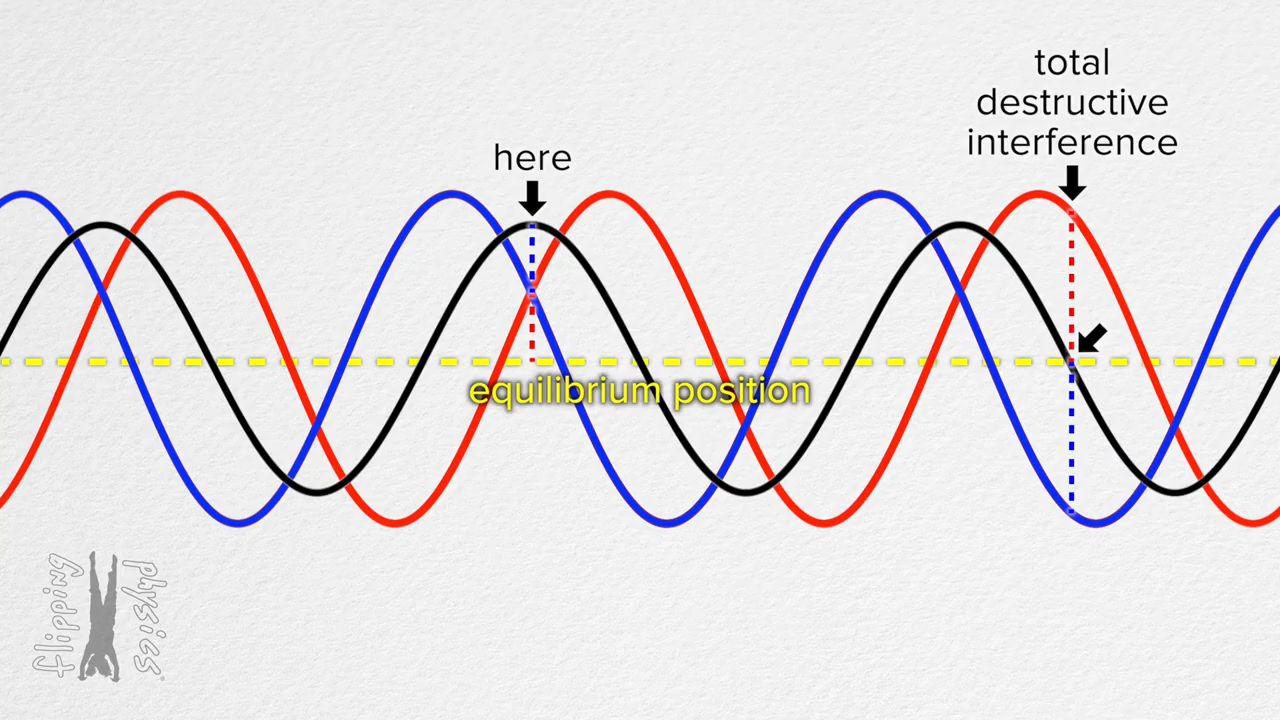 total
destructive
interference
here
equilibrium position
flipping
physics